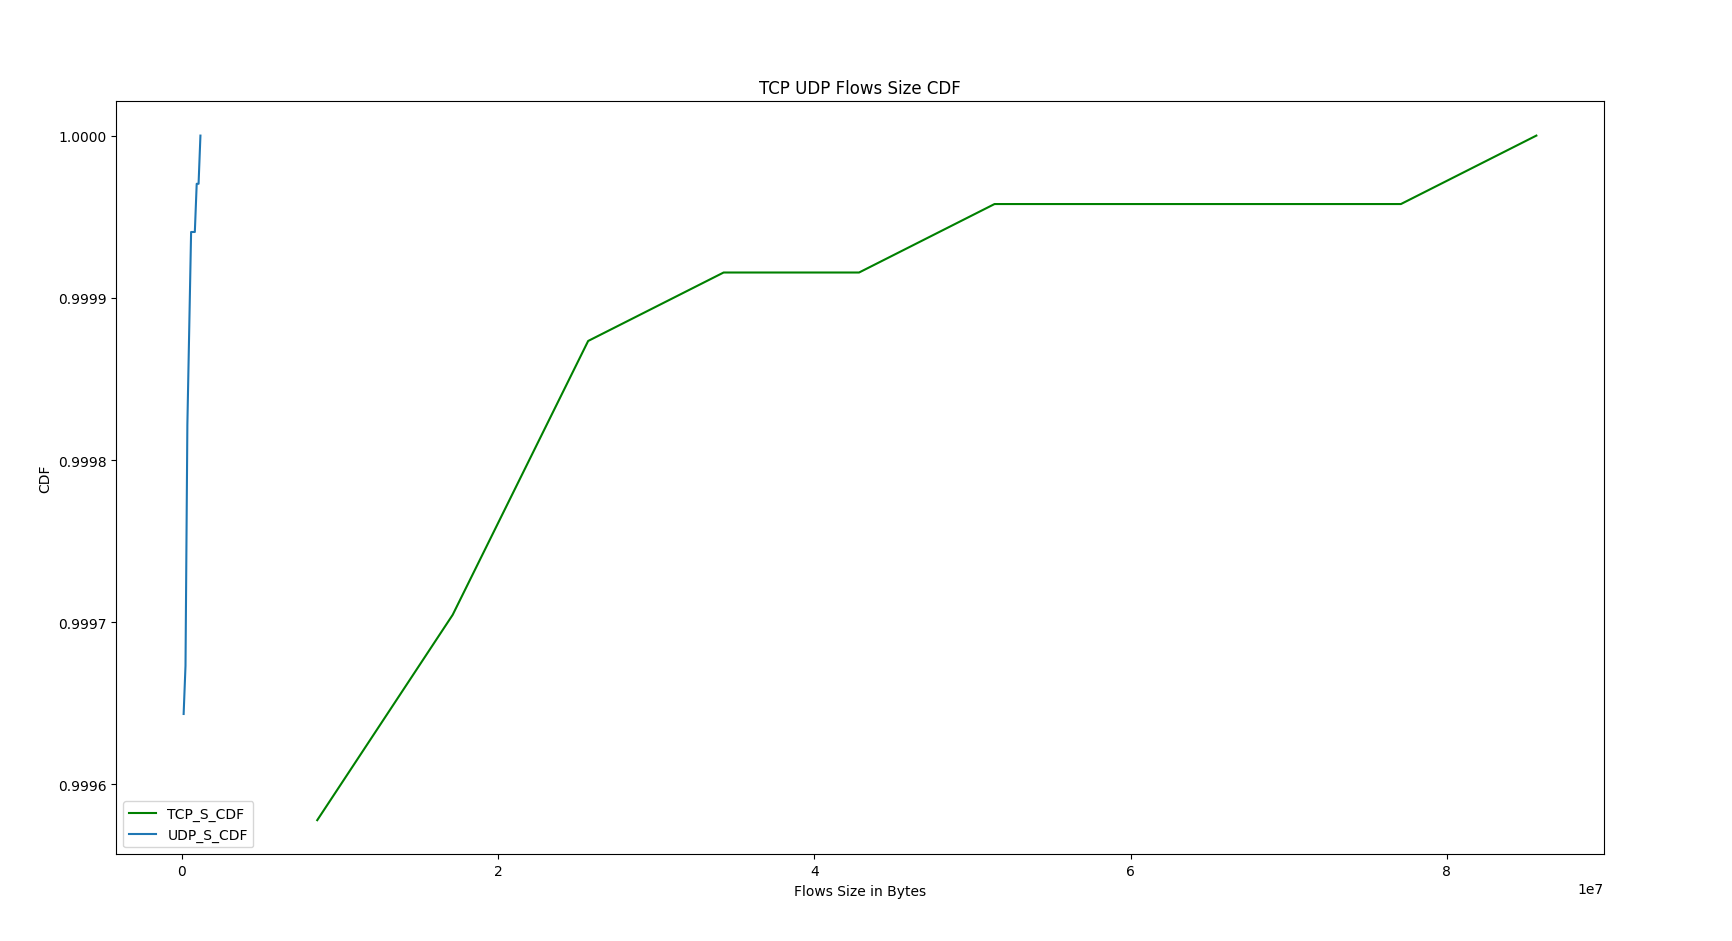 TCP UDP Flows Size CDF
1.0000
0.9999
0.9998
0.9997
0.9996
CDF
TCP_S_CDF
UDP_S_CDF
0 2 4 6 8
1e7
Flows Size in Bytes